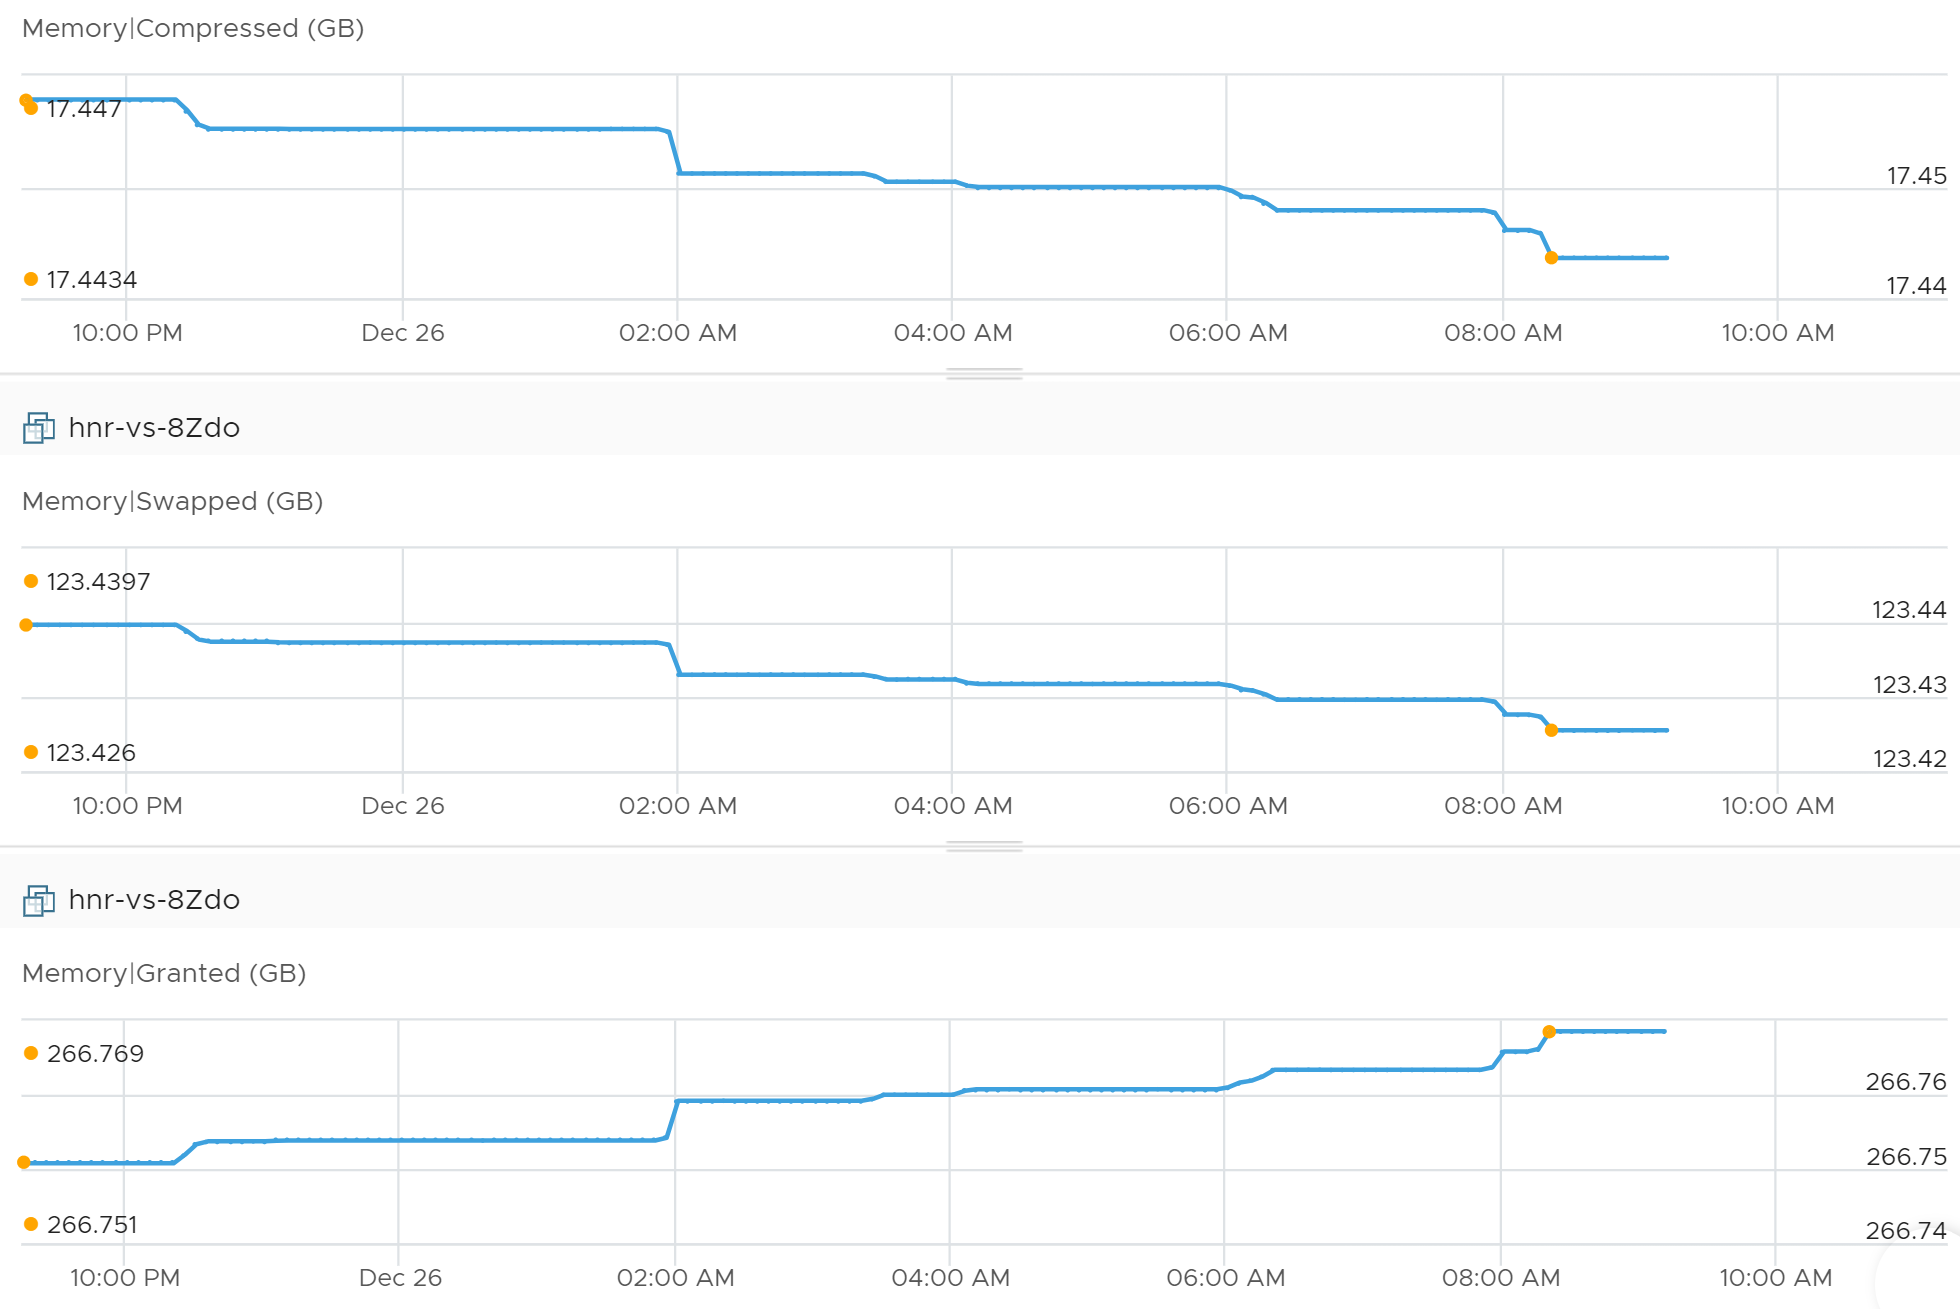 Memory|Compressed (GB)
17.447
17.45
17.4434
17.44
10:00 PM Dec 26 02:00 AM 04:00 AM 06:00 AM 08:00 AM 10:00 AM
hnr-vs-8Zdo
Memory|Swapped (GB)
123.4397
123.44
123.43
123.426
123.42
10:00 PM Dec 26 02:00 AM 04:00 AM 06:00 AM 08:00 AM 10:00 AM
hnr-vs-8Zdo
Memory|Granted (GB)
266.769
266.76
266.75
266.751
266.74
10:00 PM Dec 26 02:00 AM 04:00 AM 06:00 AM 08:00 AM 10:00 AM